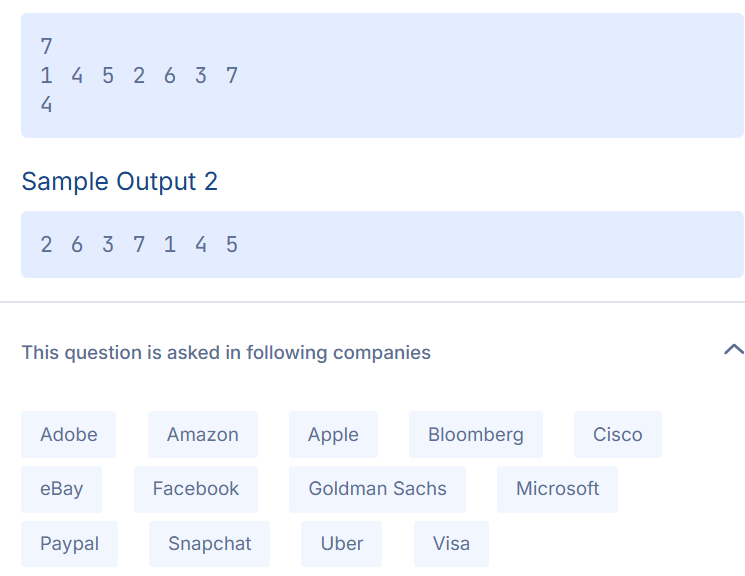 7
1 4 5 2 6 3 7
4
Sample Output 2
2 6 3 7 1 4 5
This question is asked in following companies
Adobe Amazon Apple Bloomberg Cisco
eBay Facebook Goldman Sachs Microsoft
Paypal Snapchat Uber Visa